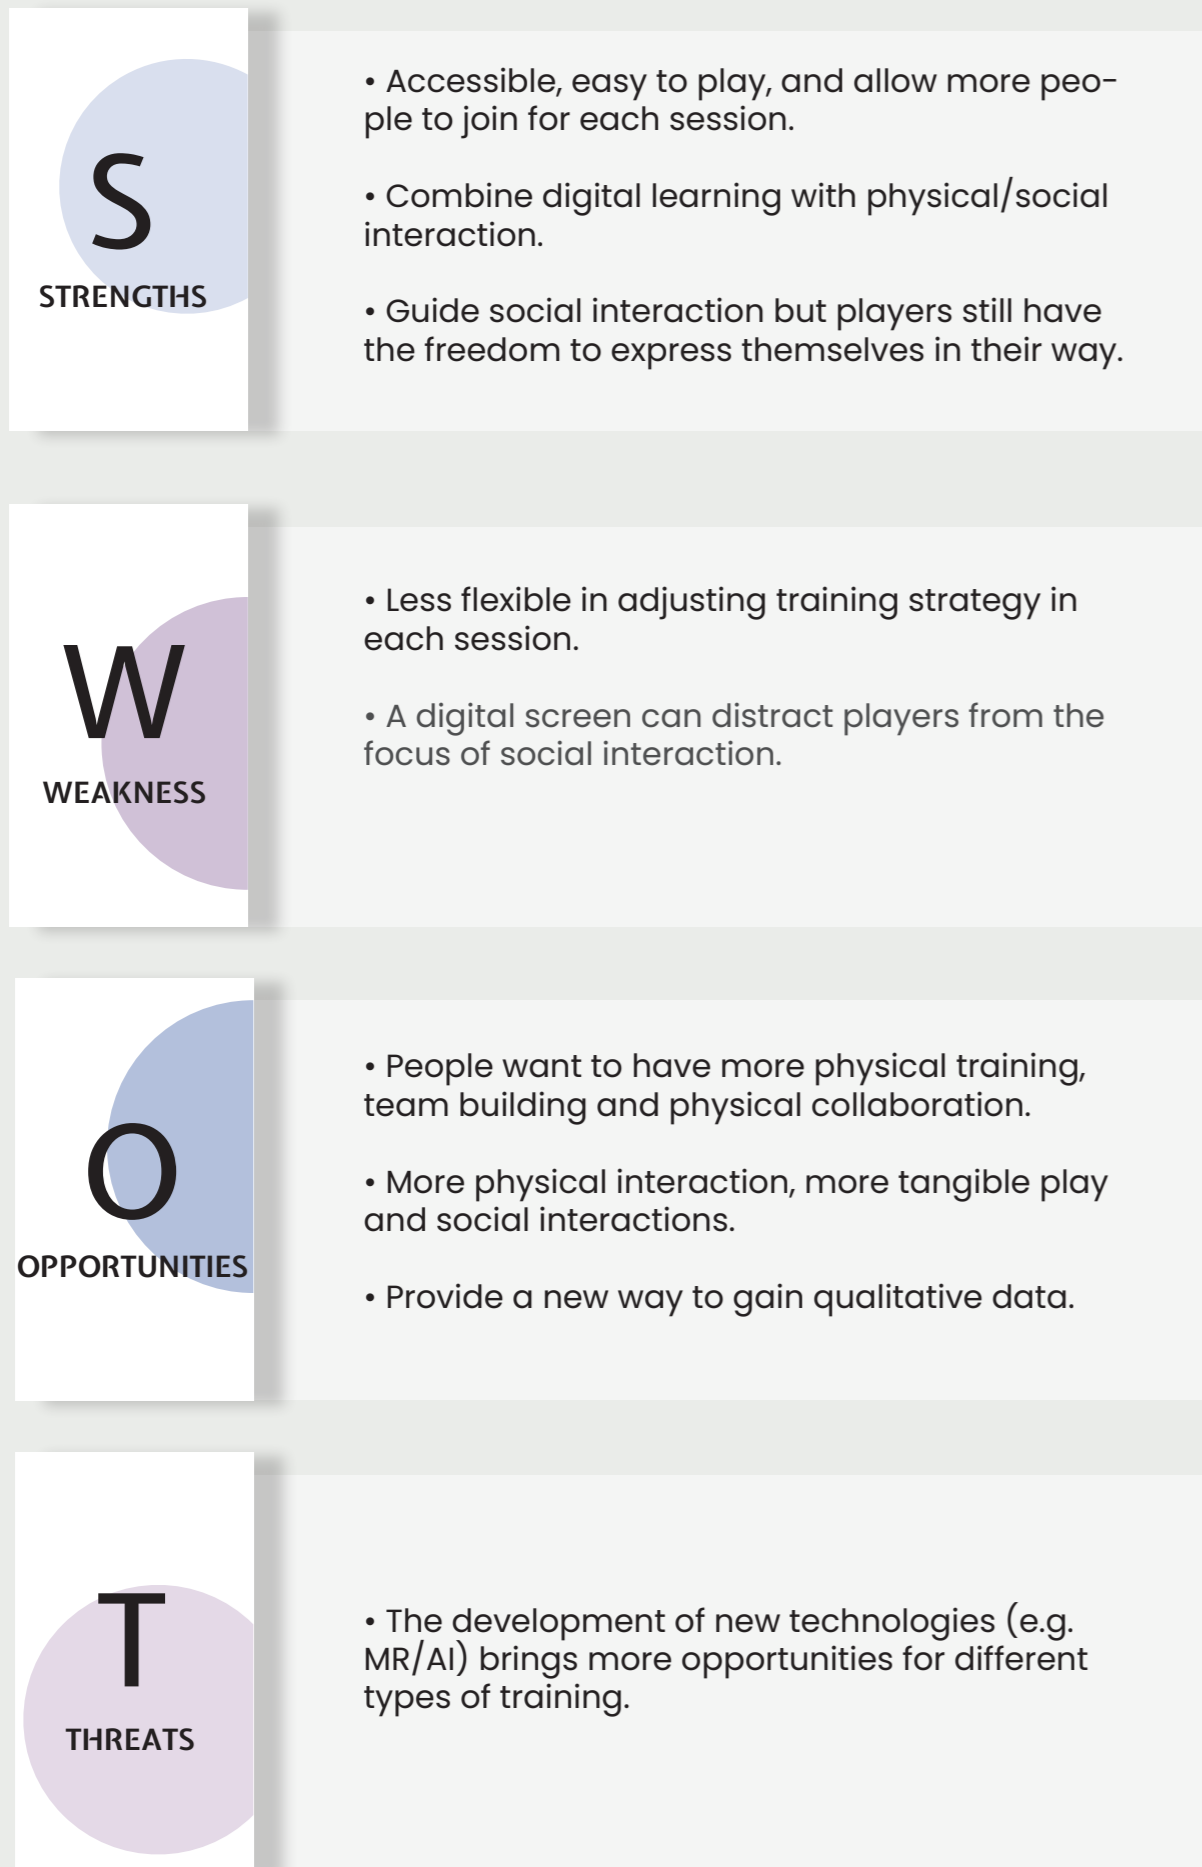 S
STRENGTHS
• Accessible, easy to play, and allow more peo-
ple to join for each session.
• Combine digital learning with physical/social
interaction.
• Guide social interaction but players still have
the freedom to express themselves in their way.
W
WEAKNESS
• Less flexible in adjusting training strategy in
each session.
• A digital screen can distract players from the
focus of social interaction.
O
OPPORTUNITIES
• People want to have more physical training,
team building and physical collaboration.
• More physical interaction, more tangible play
and social interactions.
• Provide a new way to gain qualitative data.
T
THREATS
• The development of new technologies (e.g.
MR/AI) brings more opportunities for different
types of training.